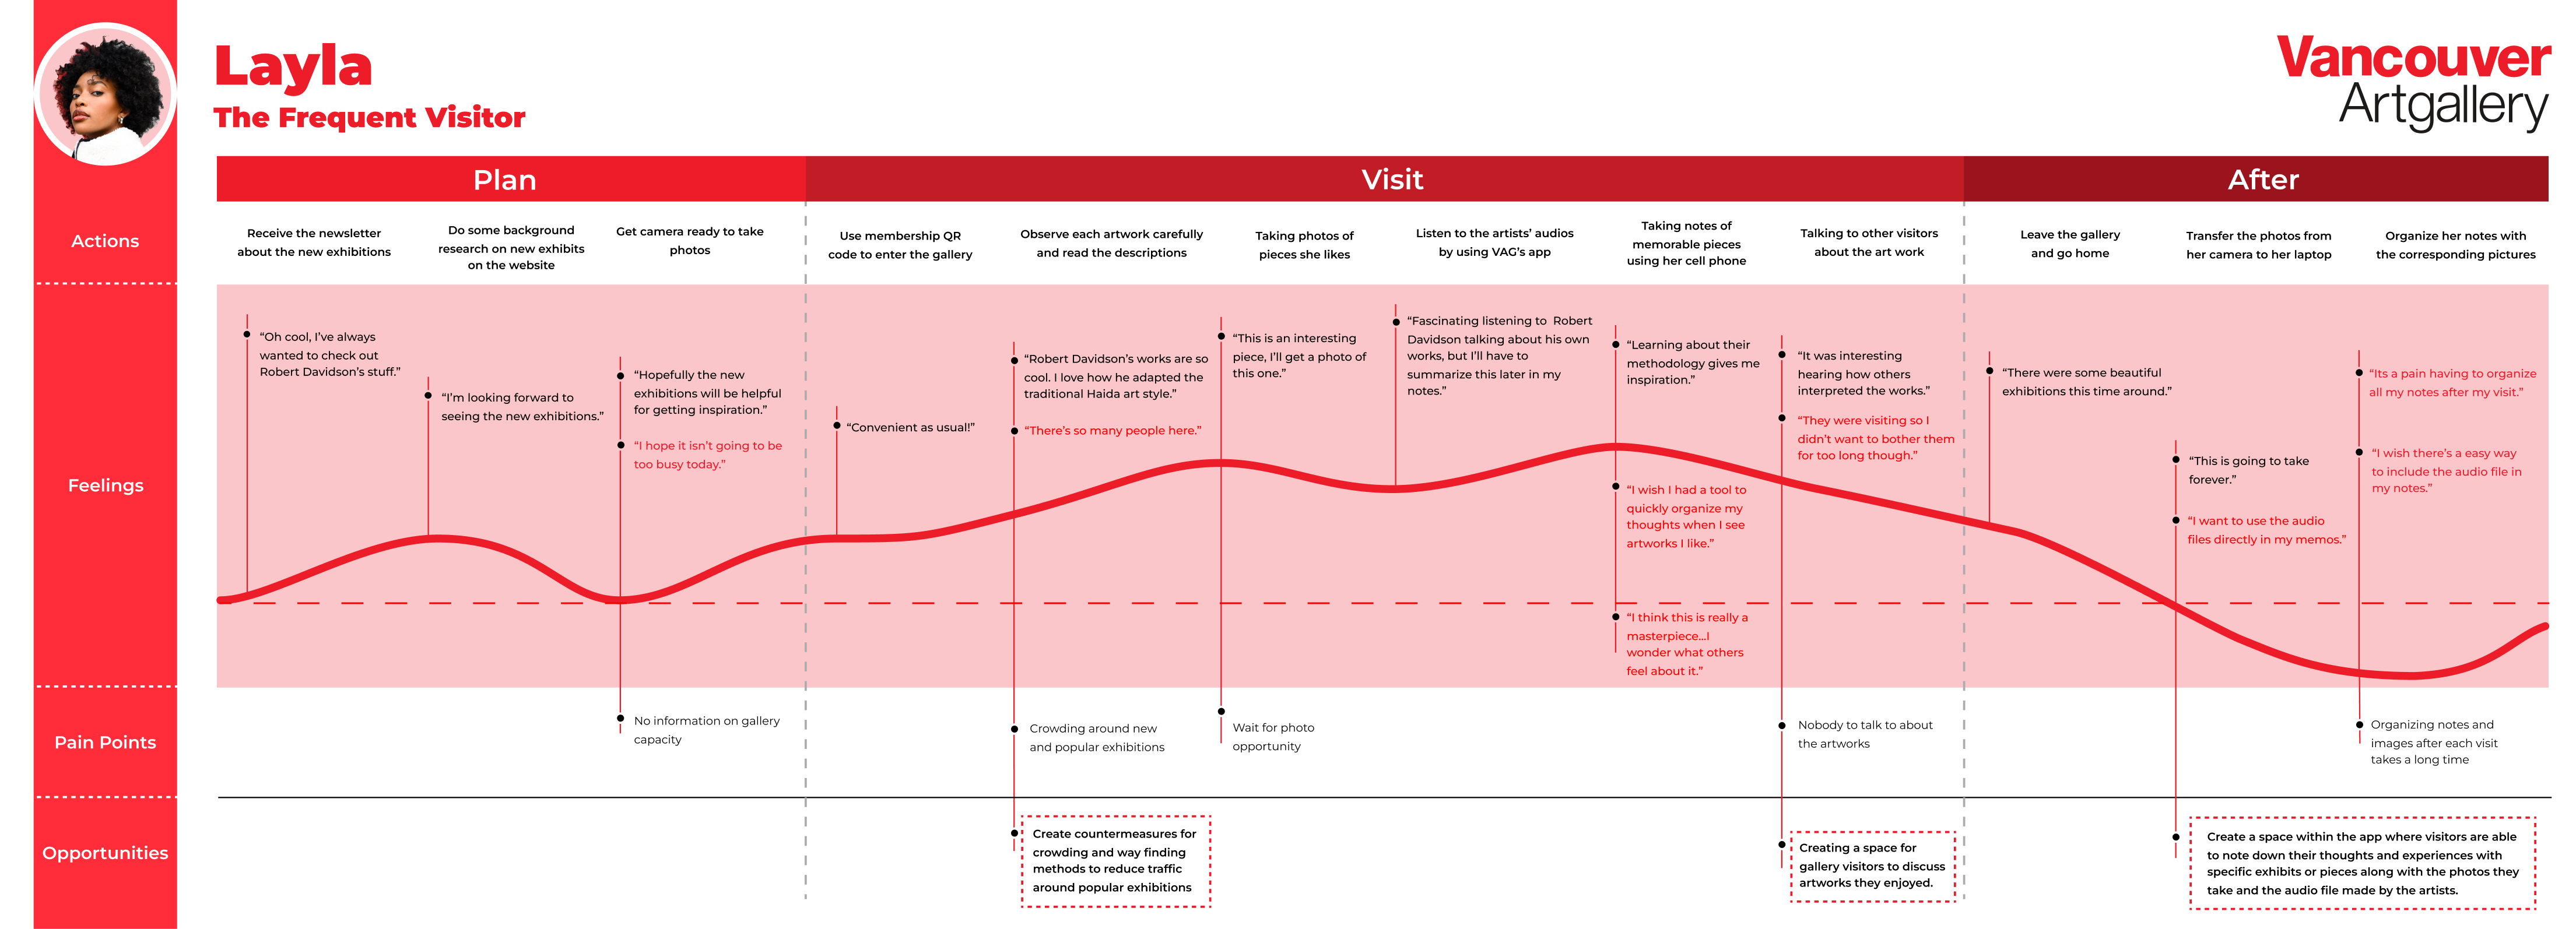 Layla
The Frequent Visitor
Vancouver
Artgallery
Plan
Visit
After
Actions
Receive the newsletter
about the new exhibitions
Do some background
research on new exhibits
on the website
Get camera ready to take
photos
Use membership QR
code to enter the gallery
Observe each artwork carefully
and read the descriptions
Taking photos of
pieces she likes
Listen to the artists’ audios
by using VAG’s app
Taking notes of
memorable pieces
using her cell phone
Talking to other visitors
about the art work
Leave the gallery
and go home
Transfer the photos from
her camera to her laptop
Organize her notes with
the corresponding pictures
Feelings
“Oh cool, I’ve always
wanted to check out
Robert Davidson’s stuff.”
“I’m looking forward to
seeing the new exhibitions.”
“Hopefully the new
exhibitions will be helpful
for getting inspiration.”
“I hope it isn’t going to be
too busy today.”
“Convenient as usual!”
“Robert Davidson’s works are so
cool. I love how he adapted the
traditional Haida art style.”
“There’s so many people here.”
“This is an interesting
piece, I’ll get a photo of
this one.”
“Fascinating listening to Robert
Davidson talking about his own
works, but I’ll have to
summarize this later in my
notes.”
“Learning about their
methodology gives me
inspiration.”
“I wish I had a tool to
quickly organize my
thoughts when I see
artworks I like.”
“I think this is really a
masterpiece...I
wonder what others
feel about it.”
“It was interesting
hearing how others
interpreted the works.”
“They were visiting so I
didn’t want to bother them
for too long though.”
“There were some beautiful
exhibitions this time around.”
“This is going to take
forever.”
“I want to use the audio
files directly in my memos.”
“Its a pain having to organize
all my notes after my visit.”
“I wish there’s a easy way
to include the audio file in
my notes.”
Pain Points
No information on gallery
capacity
Crowding around new
and popular exhibitions
Wait for photo
opportunity
Nobody to talk to about
the artworks
Organizing notes and
images after each visit
takes a long time
Opportunities
Create countermeasures for
crowding and way finding
methods to reduce traffic
around popular exhibitions
Creating a space for
gallery visitors to discuss
artworks they enjoyed.
Create a space within the app where visitors are able
to note down their thoughts and experiences with
specific exhibits or pieces along with the photos they
take and the audio file made by the artists.